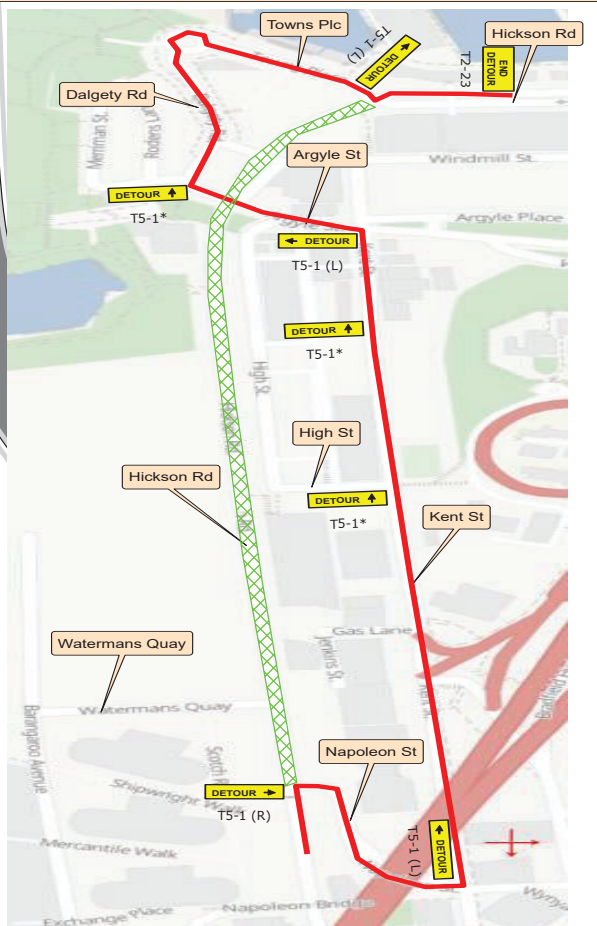 Towns Plc
Hickson Rd
T5-1 (L)
DETOUR
T2-23
END
DETOUR
Dalgety Rd
Merriman St.
Argyle St
Windmill St.
DETOUR
T5-1*
Argyle Place
DETOUR
T5-1 (L)
DETOUR
T5-1*
High St.
High St
DETOUR
T5-1*
Hickson Rd
Kent St
Gas Lane
Jenkins St.
Watermans Quay
Watermans Quay
Barangaroo Avenue
Napoleon St
DETOUR
T5-1 (R)
Shipwright Walk
T5-1 (L)
DETOUR
Mercantile Walk
Exchange Place
Napoleon Bridge